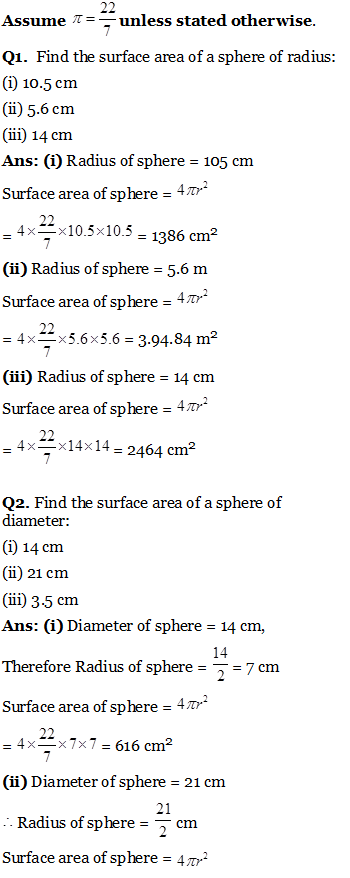 Assume π = 22/7 unless stated otherwise.
Q1. Find the surface area of a sphere of radius:
(i) 10.5 cm
(ii) 5.6 cm
(iii) 14 cm
Ans: (i) Radius of sphere = 105 cm
Surface area of sphere = 4πr²
= 4×22/7×10.5×10.5 = 1386 cm²
(ii) Radius of sphere = 5.6 m
Surface area of sphere = 4πr²
= 4×22/7×5.6×5.6 = 3.94.84 m²
(iii) Radius of sphere = 14 cm
Surface area of sphere = 4πr²
= 4×22/7×14×14 = 2464 cm²
Q2. Find the surface area of a sphere of
diameter:
(i) 14 cm
(ii) 21 cm
(iii) 3.5 cm
Ans: (i) Diameter of sphere = 14 cm,
Therefore Radius of sphere = 14/2 = 7 cm
Surface area of sphere = 4πr²
= 4×22/7×7×7 = 616 cm²
(ii) Diameter of sphere = 21 cm
∴ Radius of sphere = 21/2 cm
Surface area of sphere = 4πr²